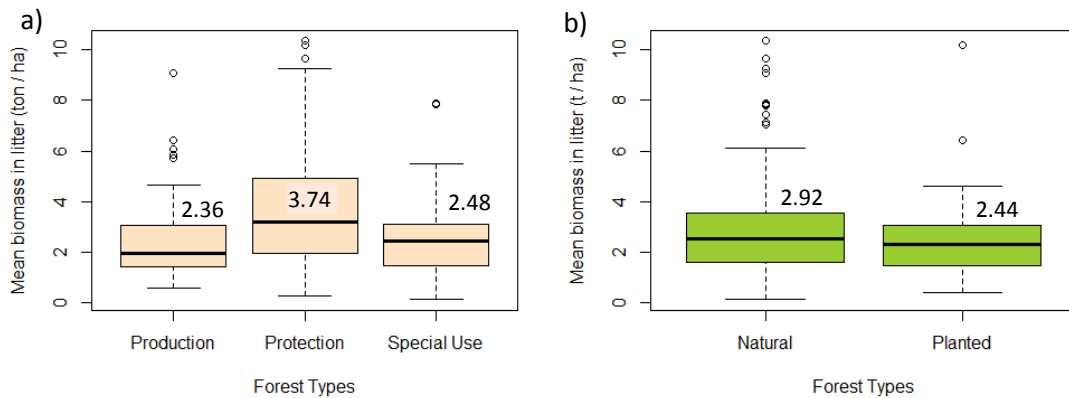 a)
Mean biomass in litter (ton / ha)
10
8
6
4
2
0
2.36
3.74
2.48
Production Protection Special Use
Forest Types
b)
Mean biomass in litter (t / ha)
10
8
6
4
2
0
2.92
2.44
Natural Planted
Forest Types